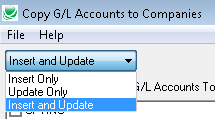 Copy G/L Accounts to Companies
File Help
Insert and Update
Insert Only
Update Only
G/L Accounts To
Insert and Update